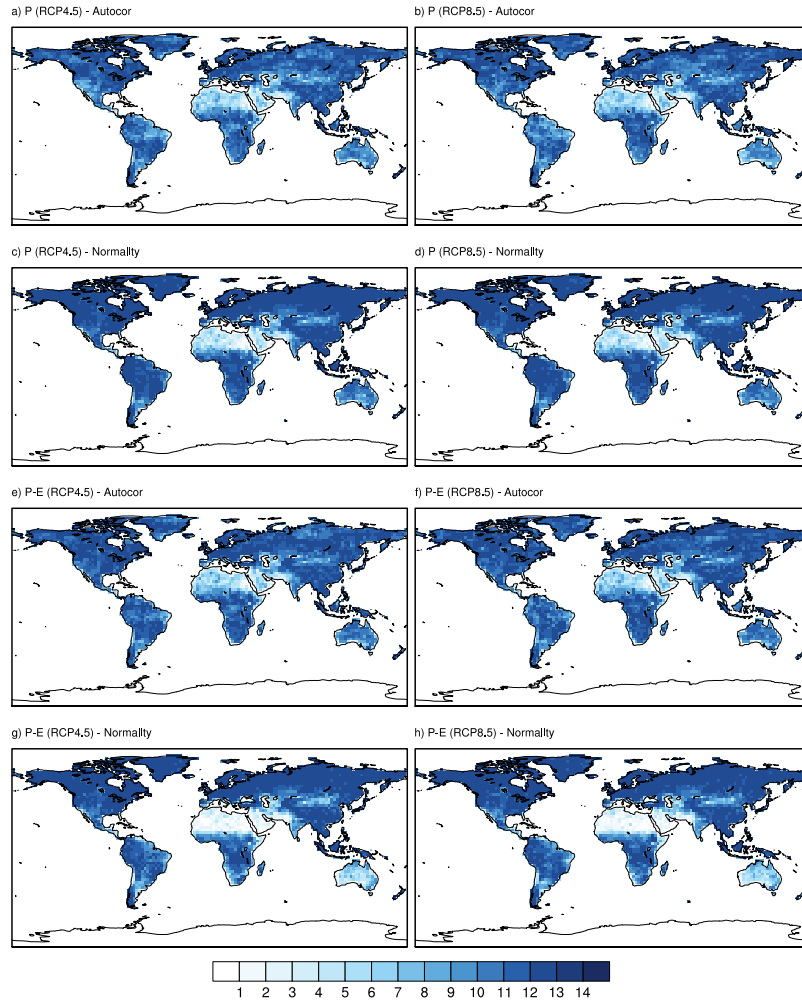 a) P (RCP4.5) - Autocor
b) P (RCP8.5) - Autocor
c) P (RCP4.5) - Normality
d) P (RCP8.5) - Normality
e) P-E (RCP4.5) - Autocor
f) P-E (RCP8.5) - Autocor
g) P-E (RCP4.5) - Normality
h) P-E (RCP8.5) - Normality
1 2 3 4 5 6 7 8 9 10 11 12 13 14